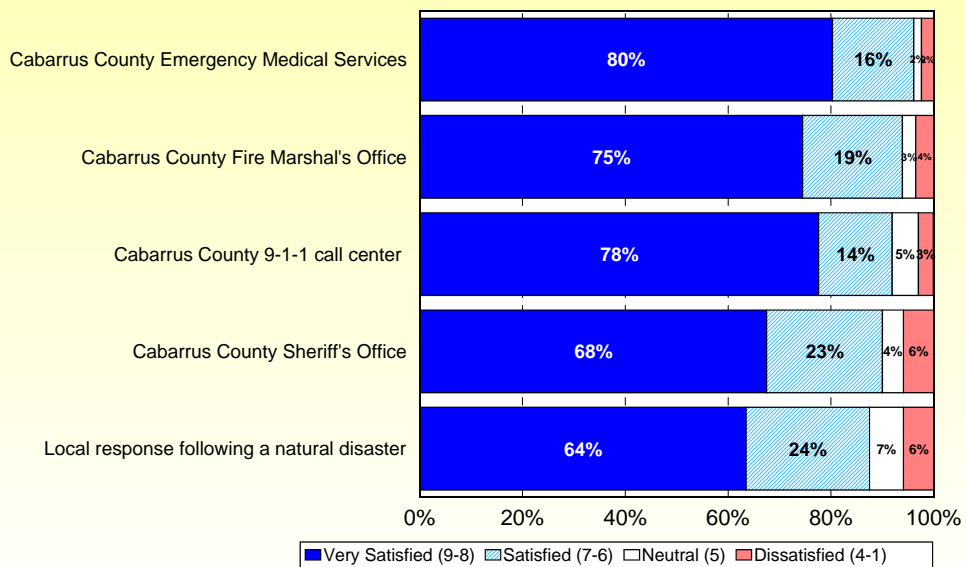 Cabarrus County Emergency Medical Services 80% 16% 2% 2%
Cabarrus County Fire Marshal's Office 75% 19% 3% 4%
Cabarrus County 9-1-1 call center 78% 14% 5% 3%
Cabarrus County Sheriff's Office 68% 23% 4% 6%
Local response following a natural disaster 64% 24% 7% 6%
0% 20% 40% 60% 80% 100%
Very Satisfied (9-8) Satisfied (7-6) Neutral (5) Dissatisfied (4-1)